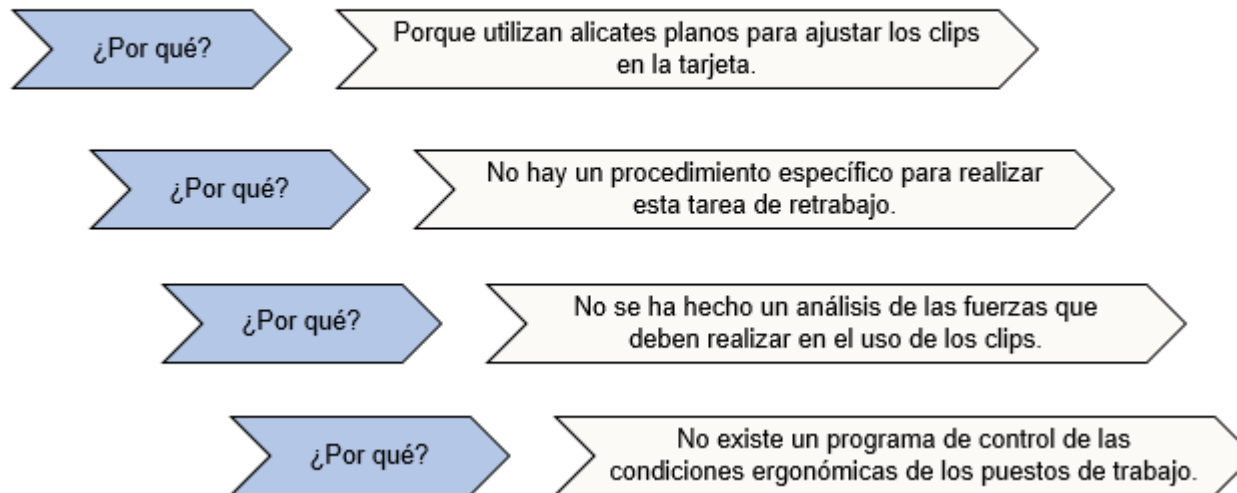 ¿Por qué?
Porque utilizan alicates planos para ajustar los clips
en la tarjeta.
¿Por qué?
No hay un procedimiento específico para realizar
esta tarea de retrabajo.
¿Por qué?
No se ha hecho un análisis de las fuerzas que
deben realizar en el uso de los clips.
¿Por qué?
No existe un programa de control de las
condiciones ergonómicas de los puestos de trabajo.